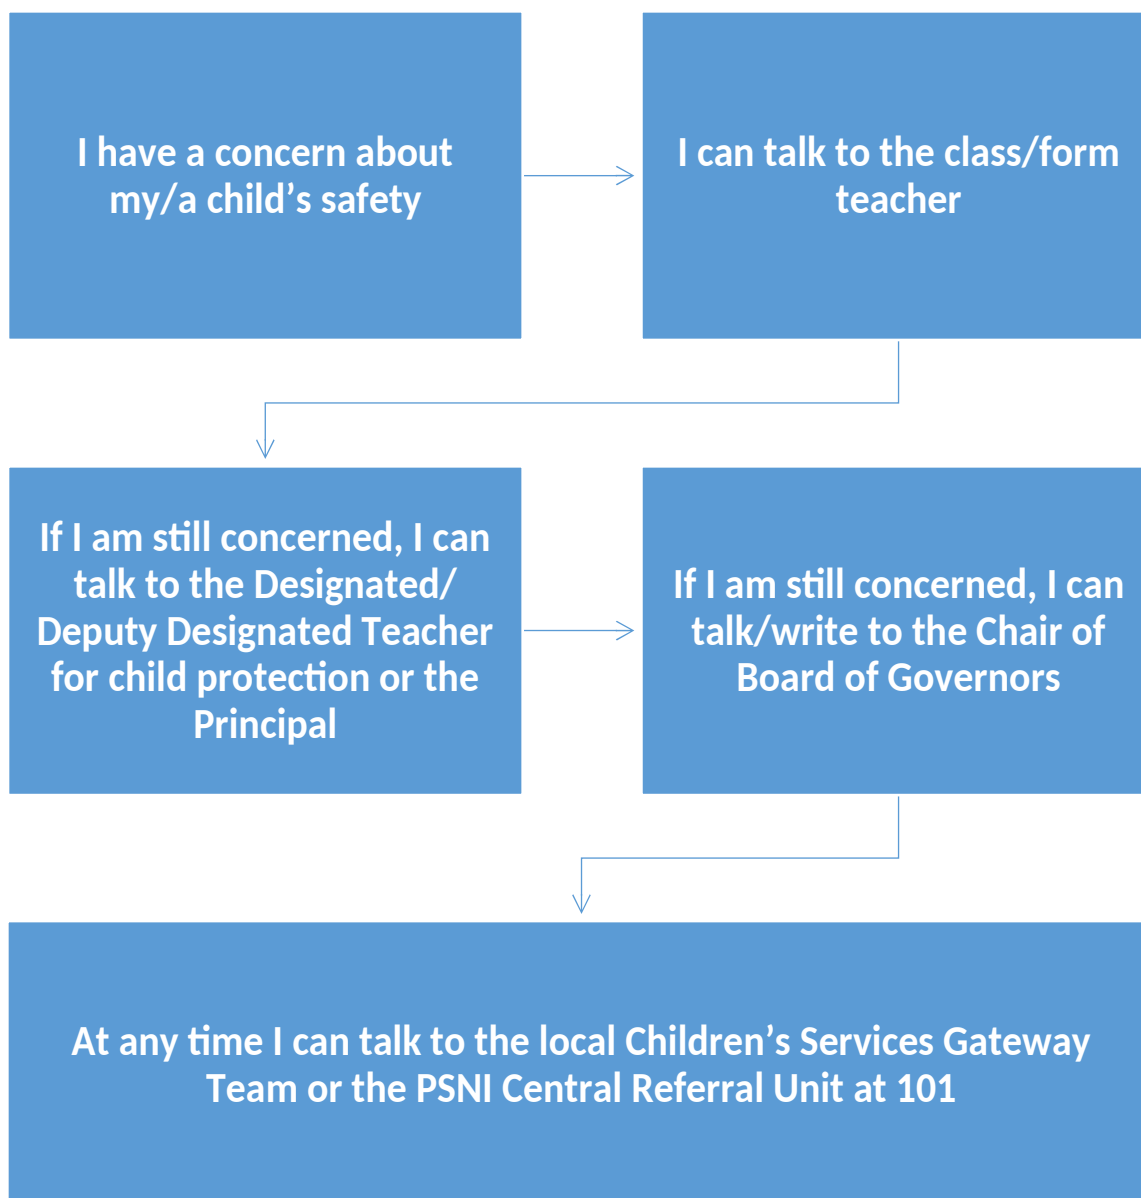 I have a concern about
my/a child’s safety
I can talk to the class/form
teacher
If I am still concerned, I can
talk to the Designated/
Deputy Designated Teacher
for child protection or the
Principal
If I am still concerned, I can
talk/write to the Chair of
Board of Governors
At any time I can talk to the local Children’s Services Gateway
Team or the PSNI Central Referral Unit at 101